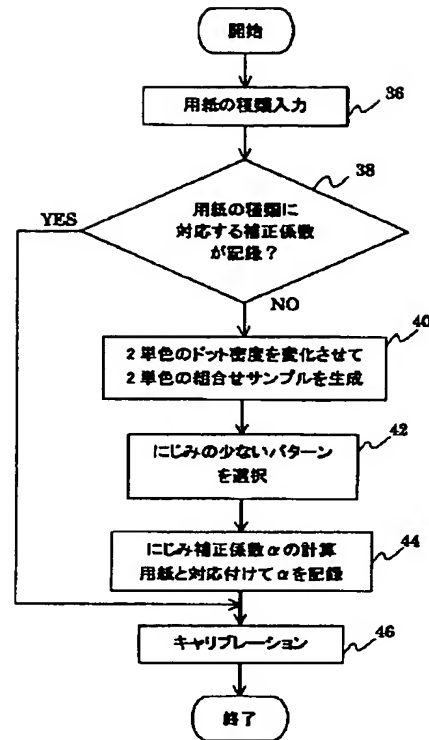 開始
用紙の種類入力
36
38
用紙の種類に
対応する補正係数
が記録？
YES
NO
40
2単色のドット密度を変化させて
2単色の組合せサンプルを生成
42
にじみの少ないパターン
を選択
44
にじみ補正係数αの計算
用紙と対応付けてαを記録
キャリブレーション
46
終了